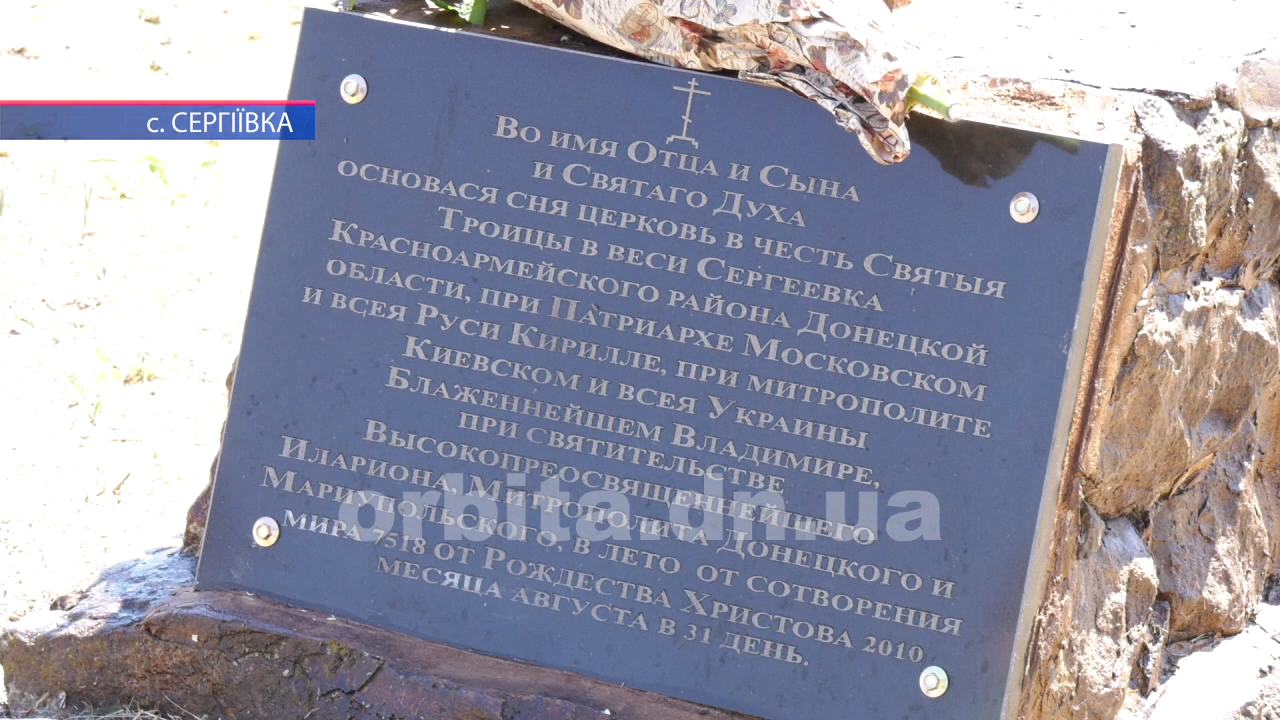 с. СЕРГІЇВКА
Во имя Отца и Сына
и Святаго Духа
основася сия церковь в честь Святыя
Троицы в веси Сергеевка
Красноармейского района Донецкой
области, при Патриархе Московском
и всея Руси Кирилле, при митрополите
Киевском и всея Украины
Блаженнейшем Владимире,
при святительстве
Высокопреосвященнейшего
Илариона, Митрополита Донецкого и
Мариупольского, в лето от сотворения
мира 7518 от Рождества Христова 2010
месяца августа в 31 день.
orbita.dn.ua